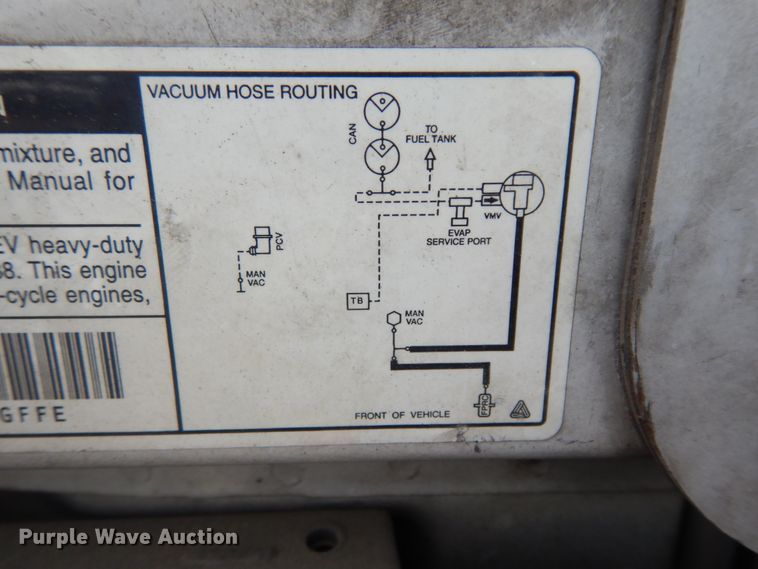 mixture, and
Manual for
EV heavy-duty
This engine
-cycle engines,
GFFE
VACUUM HOSE ROUTING
CAN
TO
FUEL TANK
VMV
EVAP
SERVICE PORT
PCV
MAN
VAC
TB
MAN
VAC
FPRC
FRONT OF VEHICLE
Purple Wave Auction